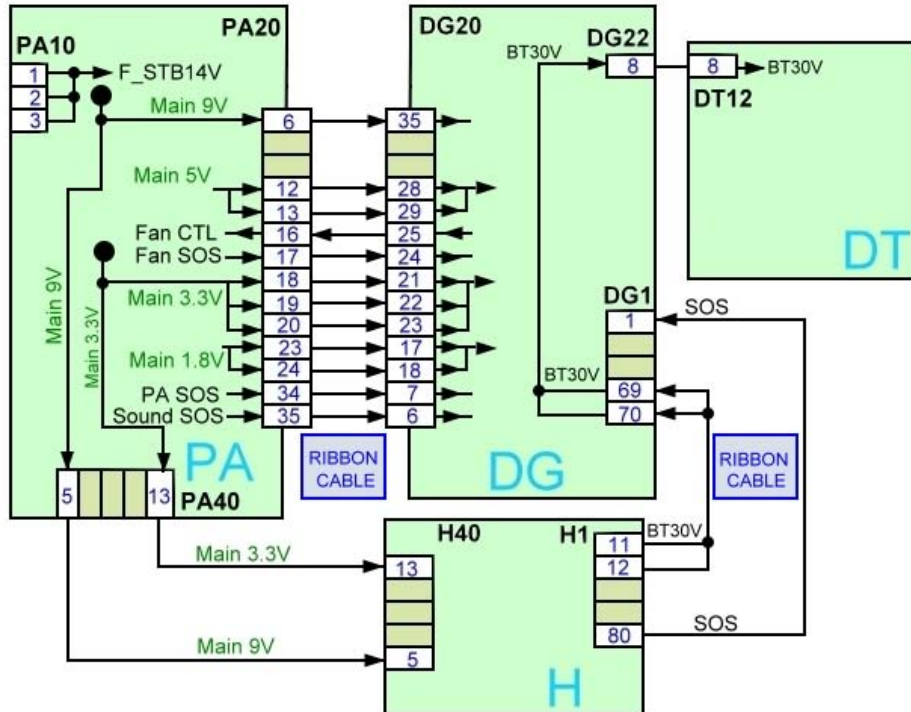 PA10
PA20
DG20
DG22
DT12
1
2
3
F_STB14V
Main 9V
6
35
BT30V
8
8
BT30V
Main 5V
12
13
28
29
Fan CTL
16
25
Fan SOS
17
24
Main 9V
Main 3.3V
Main 3.3V
18
19
20
21
22
23
Main 1.8V
23
24
17
18
PA SOS
34
7
Sound SOS
35
6
DT
DG1
1
SOS
BT30V
69
70
PA
RIBBON
CABLE
DG
RIBBON
CABLE
5
13
PA40
Main 3.3V
Main 9V
H40
H1
13
5
11
12
BT30V
80
SOS
H